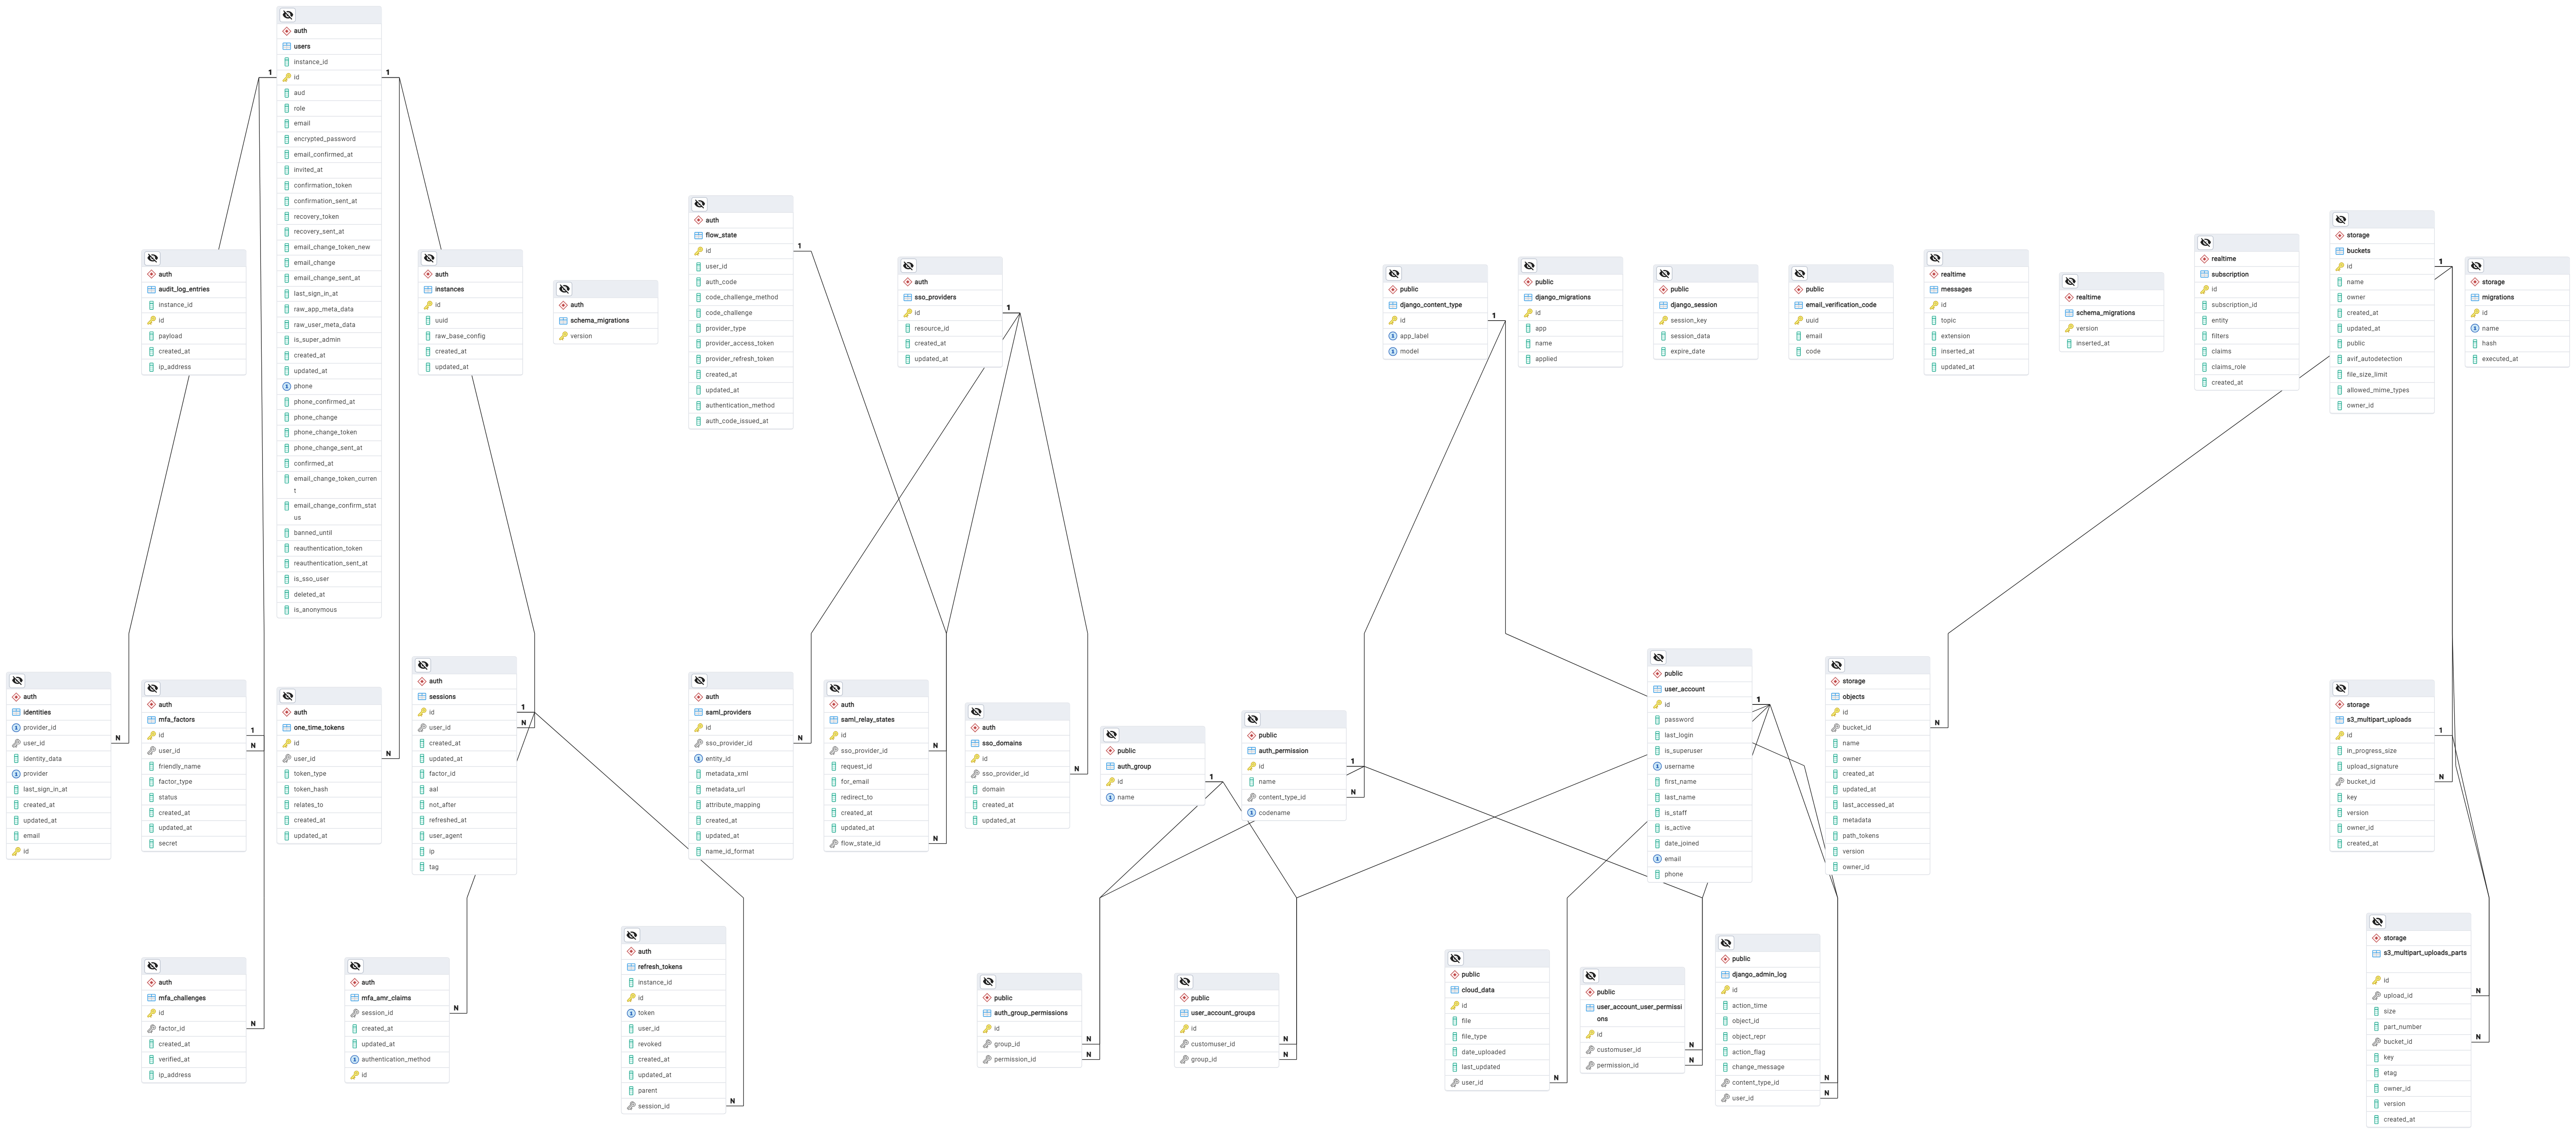 auth
users
instance_id
id
aud
role
email
encrypted_password
email_confirmed_at
invited_at
confirmation_token
confirmation_sent_at
recovery_token
recovery_sent_at
email_change_token_new
email_change
email_change_sent_at
last_sign_in_at
raw_app_meta_data
raw_user_meta_data
is_super_admin
created_at
updated_at
phone
phone_confirmed_at
phone_change
phone_change_token
phone_change_sent_at
confirmed_at
email_change_token_curren
t
email_change_confirm_stat
us
banned_until
reauthentication_token
reauthentication_sent_at
is_sso_user
deleted_at
is_anonymous
1
1
auth
audit_log_entries
instance_id
id
payload
created_at
ip_address
auth
instances
id
uuid
raw_base_config
created_at
updated_at
auth
schema_migrations
version
auth
flow_state
id
user_id
auth_code
code_challenge_method
code_challenge
provider_type
provider_access_token
provider_refresh_token
created_at
updated_at
authentication_method
auth_code_issued_at
1
auth
sso_providers
id
resource_id
created_at
updated_at
1
public
django_content_type
id
app_label
model
1
public
django_migrations
id
app
name
applied
public
django_session
session_key
session_data
expire_date
public
email_verification_code
uuid
email
code
realtime
messages
id
topic
extension
inserted_at
updated_at
realtime
schema_migrations
version
inserted_at
realtime
subscription
id
subscription_id
entity
filters
claims
claims_role
created_at
storage
buckets
id
name
owner
created_at
updated_at
public
avif_autodetection
file_size_limit
allowed_mime_types
owner_id
1
storage
migrations
id
name
hash
executed_at
auth
identities
provider_id
user_id
identity_data
provider
last_sign_in_at
created_at
updated_at
email
id
N
auth
mfa_factors
id
user_id
friendly_name
factor_type
status
created_at
updated_at
secret
1
N
auth
one_time_tokens
id
user_id
token_type
token_hash
relates_to
created_at
updated_at
N
auth
sessions
id
user_id
created_at
updated_at
factor_id
aal
not_after
refreshed_at
user_agent
ip
tag
1
N
auth
saml_providers
id
sso_provider_id
entity_id
metadata_xml
metadata_url
attribute_mapping
created_at
updated_at
name_id_format
N
auth
saml_relay_states
id
sso_provider_id
request_id
for_email
redirect_to
created_at
updated_at
flow_state_id
N
N
auth
sso_domains
id
sso_provider_id
domain
created_at
updated_at
N
public
auth_group
id
name
1
public
auth_permission
id
name
content_type_id
codename
1
N
public
user_account
id
password
last_login
is_superuser
username
first_name
last_name
is_staff
is_active
date_joined
email
phone
1
storage
objects
id
bucket_id
name
owner
created_at
updated_at
last_accessed_at
metadata
path_tokens
version
owner_id
N
storage
s3_multipart_uploads
id
in_progress_size
upload_signature
bucket_id
key
version
owner_id
created_at
1
N
auth
mfa_challenges
id
factor_id
created_at
verified_at
ip_address
N
auth
mfa_amr_claims
session_id
created_at
updated_at
authentication_method
id
N
auth
refresh_tokens
instance_id
id
token
user_id
revoked
created_at
updated_at
parent
session_id
N
public
auth_group_permissions
id
group_id
permission_id
N
N
public
user_account_groups
id
customuser_id
group_id
N
N
public
cloud_data
id
file
file_type
date_uploaded
last_updated
user_id
N
public
user_account_user_permissi
ons
id
customuser_id
permission_id
N
N
public
django_admin_log
id
action_time
object_id
object_repr
action_flag
change_message
content_type_id
user_id
N
N
storage
s3_multipart_uploads_parts
id
upload_id
size
part_number
bucket_id
key
etag
owner_id
version
created_at
N
N